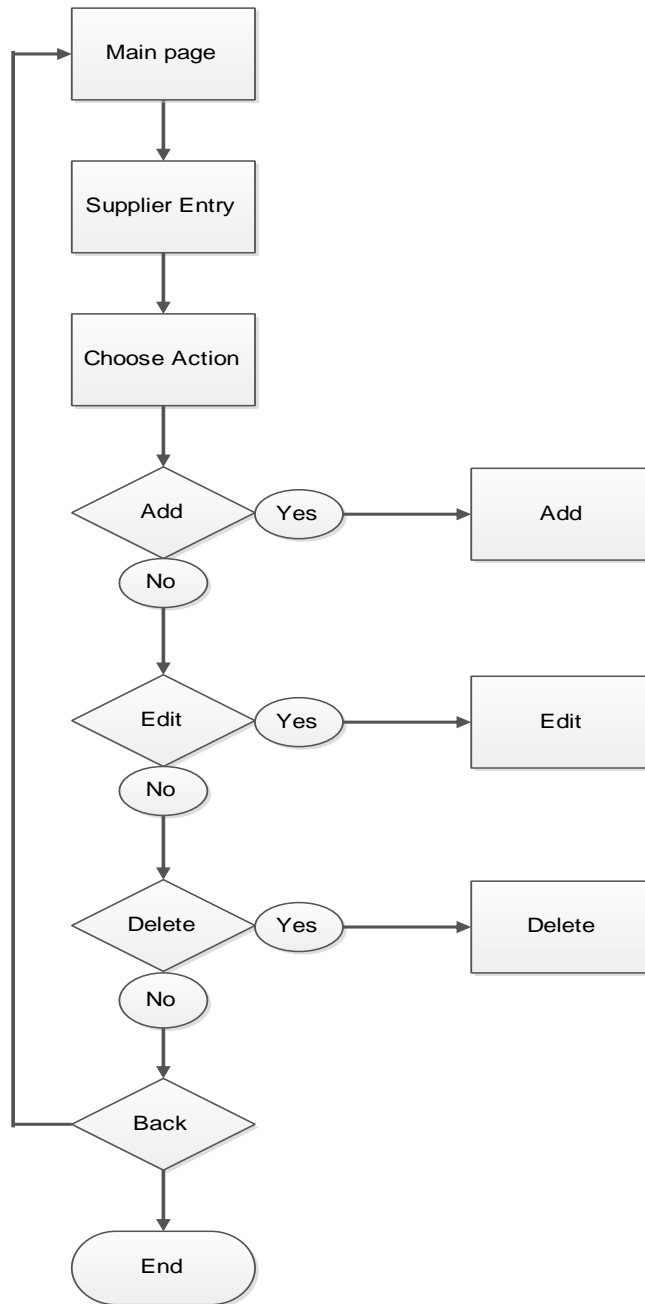 Main page
Supplier Entry
Choose Action
Add
Yes
Add
No
Edit
Yes
Edit
No
Delete
Yes
Delete
No
Back
End